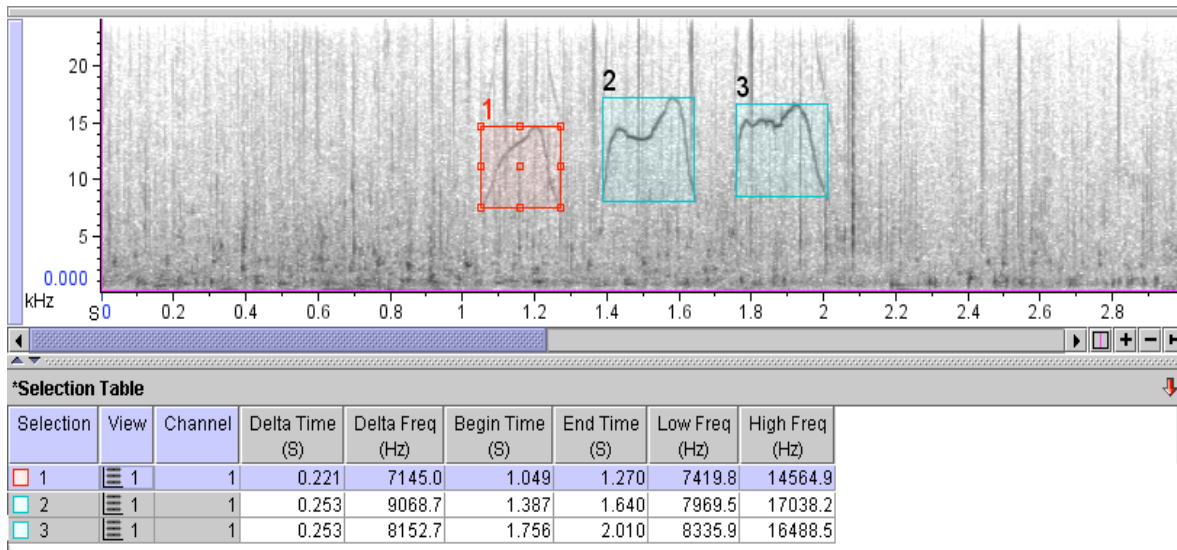 20
15
10
5
0.000
kHz
1
2
3
S 0 0.2 0.4 0.6 0.8 1 1.2 1.4 1.6 1.8 2 2.2 2.4 2.6 2.8
*Selection Table
Selection View Channel Delta Time (S) Delta Freq (Hz) Begin Time (S) End Time (S) Low Freq (Hz) High Freq (Hz)
1 1 1 0.221 7145.0 1.049 1.270 7419.8 14564.9
2 1 1 0.253 9068.7 1.387 1.640 7969.5 17038.2
3 1 1 0.253 8152.7 1.756 2.010 8335.9 16488.5